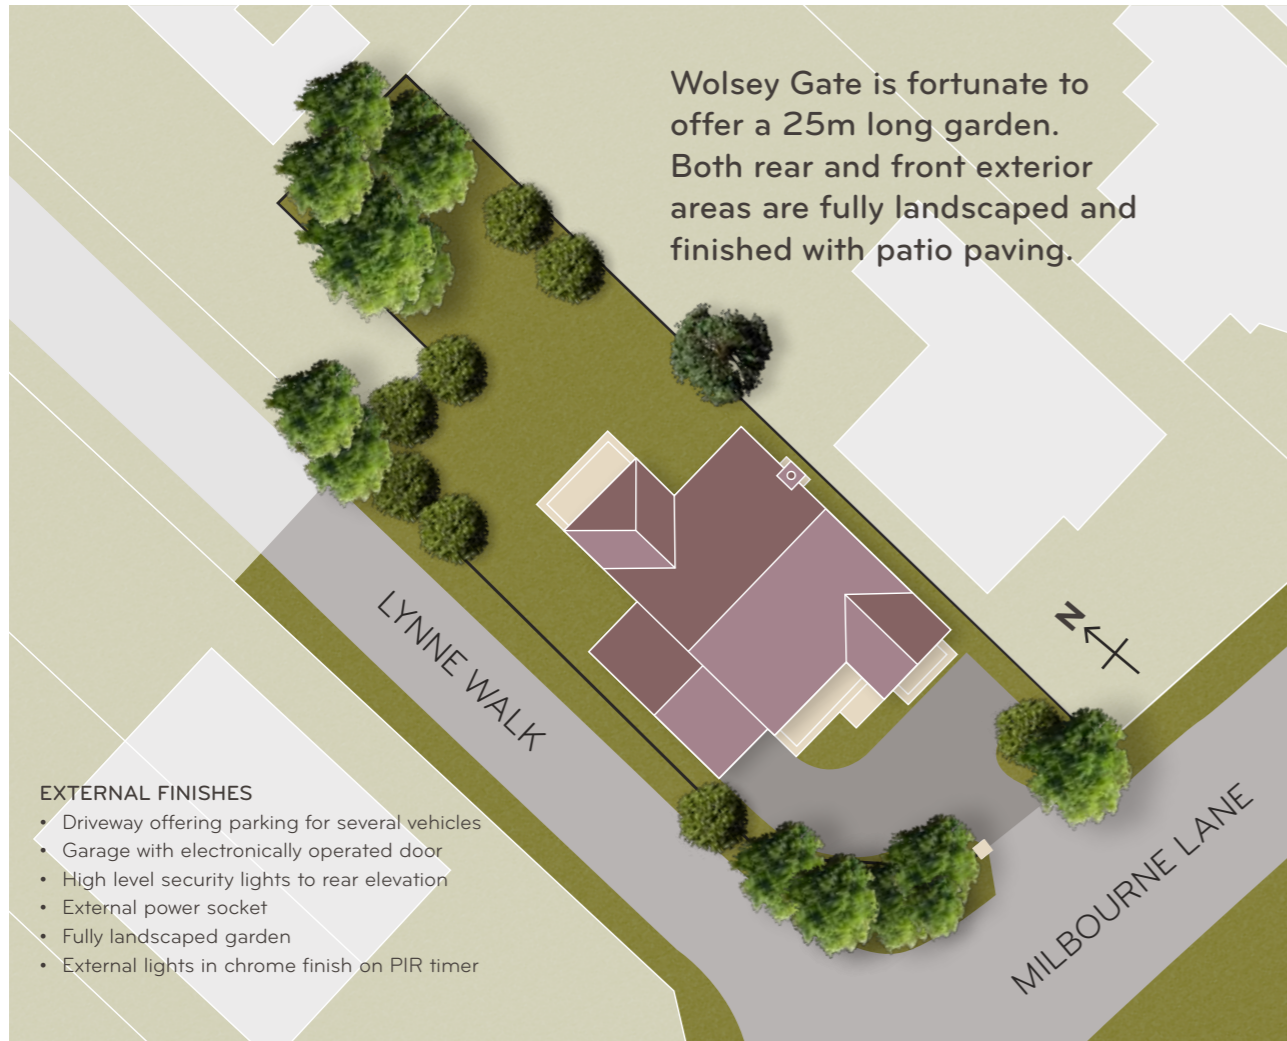 Wolsey Gate is fortunate to
offer a 25m long garden.
Both rear and front exterior
areas are fully landscaped and
finished with patio paving.
N
LYNNE WALK
MILBOURNE LANE
EXTERNAL FINISHES
• Driveway offering parking for several vehicles
• Garage with electronically operated door
• High level security lights to rear elevation
• External power socket
• Fully landscaped garden
• External lights in chrome finish on PIR timer